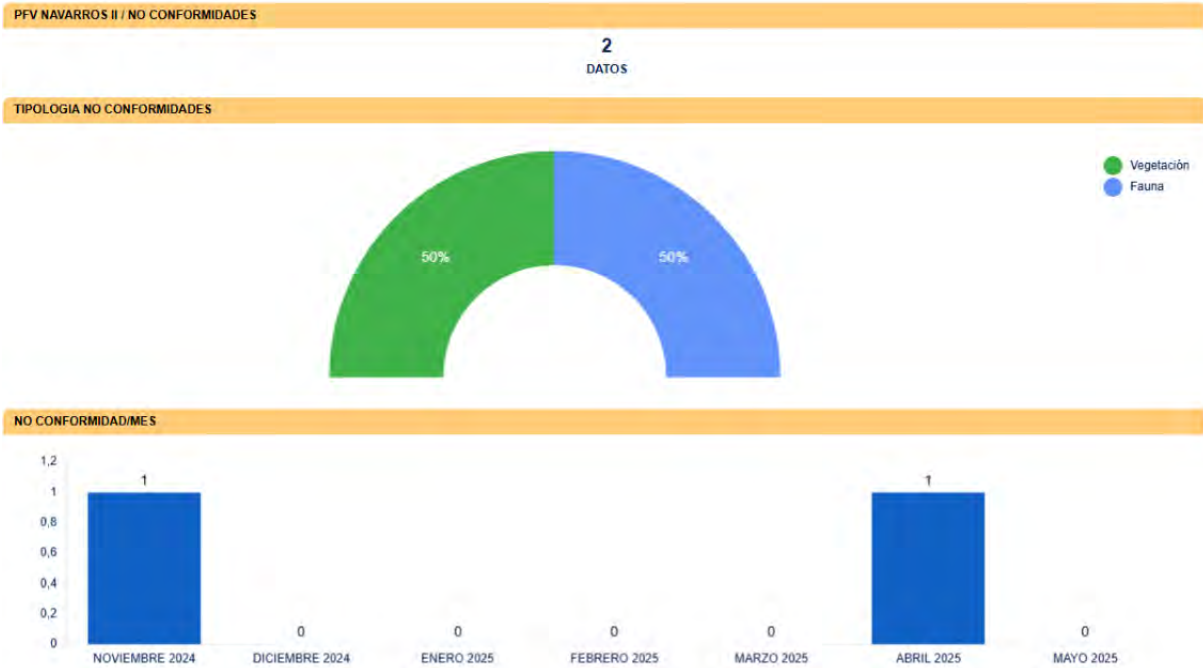 PFV NAVARROS II / NO CONFORMIDADES
2
DATOS
TIPOLOGIA NO CONFORMIDADES
Vegetación
Fauna
50%
50%
NO CONFORMIDAD/MES
1,2
1
0,8
0,6
0,4
0,2
0
1
0
0
0
0
1
0
NOVIEMBRE 2024
DICIEMBRE 2024
ENERO 2025
FEBRERO 2025
MARZO 2025
ABRIL 2025
MAYO 2025